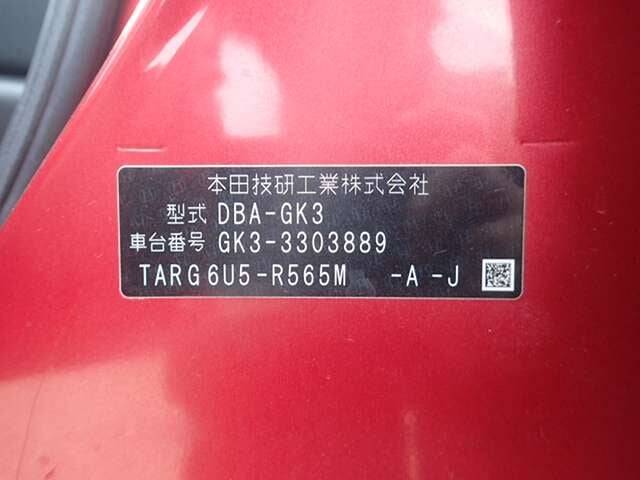 本田技研工業株式会社
型式 DBA-GK3
車台番号 GK3-3303889
TARG6U5-R565M -A -J